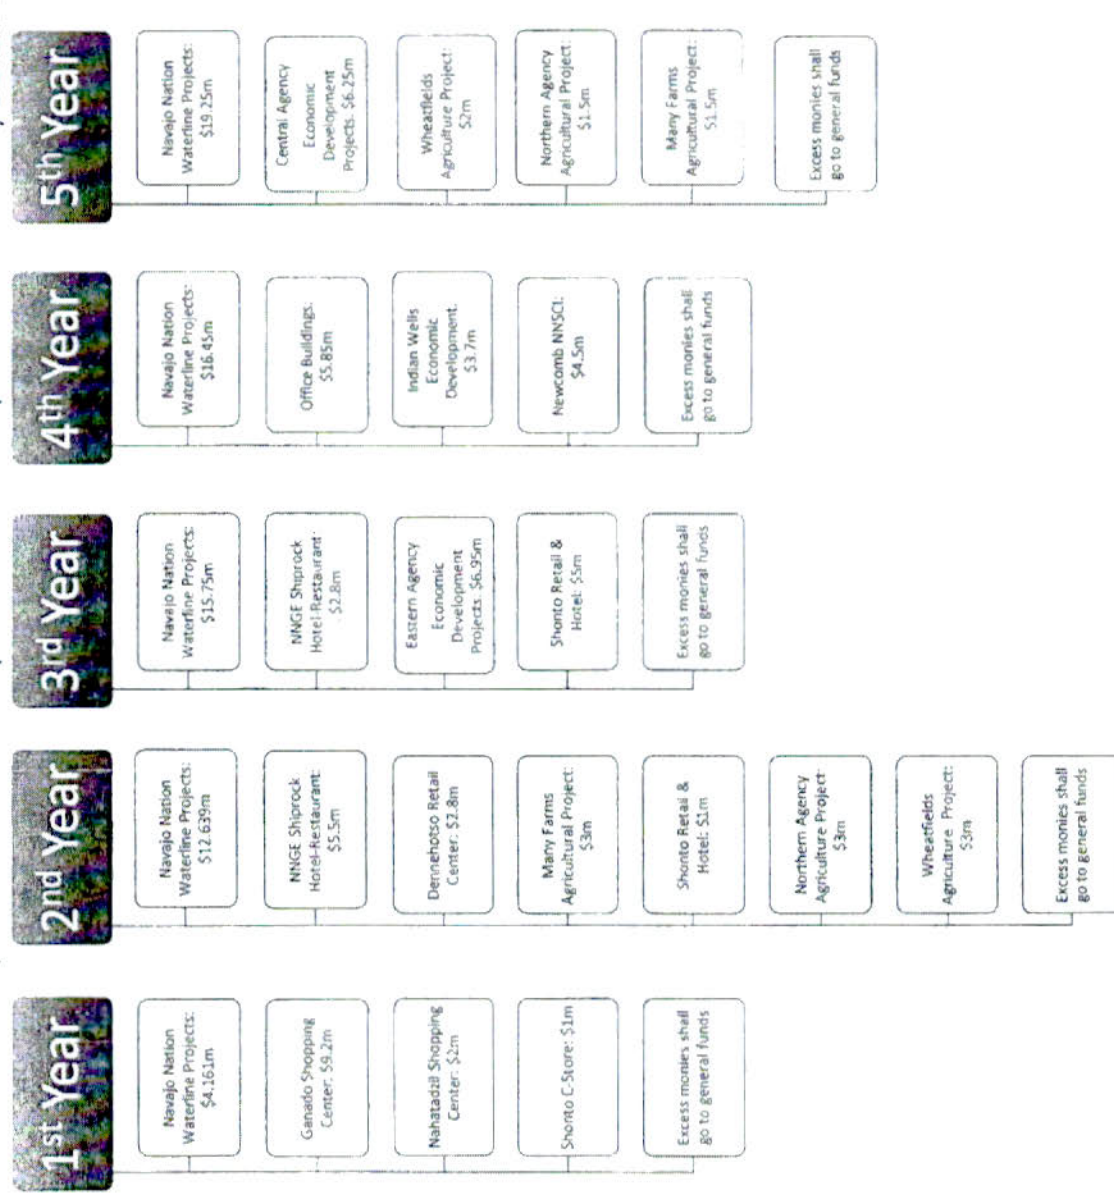 1st Year
Navajo Nation
Waterline Projects:
$4.161m
Ganado Shopping
Center: $9.2m
Nahatadzil Shopping
Center: $2m
Shonto C-Store: $1m
Excess monies shall
go to general funds
2nd Year
Navajo Nation
Waterline Projects:
$12.639m
NNGE Shiprock
Hotel-Restaurant:
$5.5m
Dennehotso Retail
Center: $2.8m
Many Farms
Agricultural Project:
$3m
Shonto Retail &
Hotel: $1m
Northern Agency
Agriculture Project:
$3m
Wheatfields
Agriculture Project:
$3m
Excess monies shall
go to general funds
3rd Year
Navajo Nation
Waterline Projects:
$15.75m
NNGE Shiprock
Hotel-Restaurant:
$2.8m
Eastern Agency
Economic
Development
Projects: $6.95m
Shonto Retail &
Hotel: $5m
Excess monies shall
go to general funds
4th Year
Navajo Nation
Waterline Projects:
$16.45m
Office Buildings:
$5.85m
Indian Wells
Economic
Development:
$3.7m
Newcomb NNSCI:
$4.5m
Excess monies shall
go to general funds
5th Year
Navajo Nation
Waterline Projects:
$19.25m
Central Agency
Economic
Development
Projects: $6.25m
Wheatfields
Agriculture Project:
$2m
Northern Agency
Agricultural Project:
$1.5m
Many Farms
Agricultural Project:
$1.5m
Excess monies shall
go to general funds